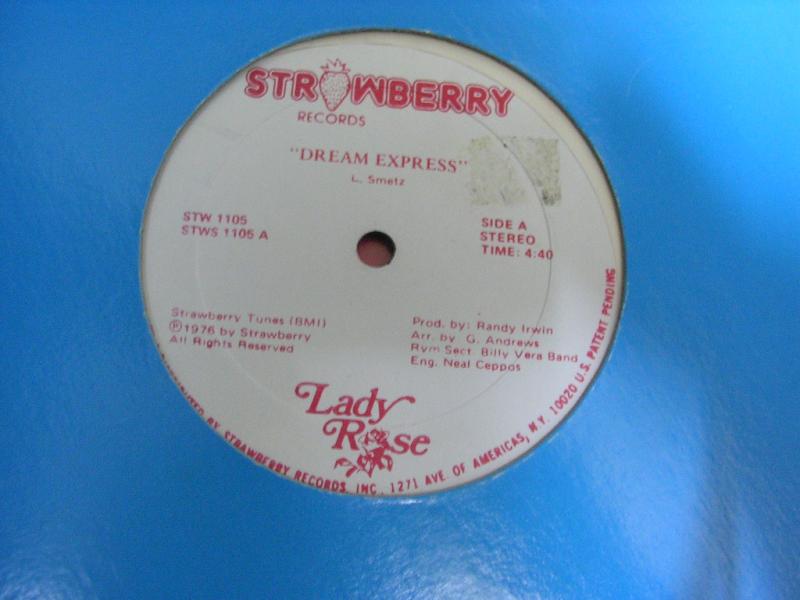 STRAWBERRY
RECORDS
"DREAM EXPRESS"
L. Smetz
STW 1105
STWS 1105 A
SIDE A
STEREO
TIME: 4:40
Strawberry Tunes (BMI)
Ⓟ1976 by Strawberry
All Rights Reserved
Prod. by: Randy Irwin
Arr. by G. Andrews
Rym Sect. Billy Vera Band
Eng. Neal Ceppos
Lady
Rose
BY STRAWBERRY RECORDS, INC. 1271 AVE. OF AMERICAS, N.Y. 10020 U.S. PATENT PENDING